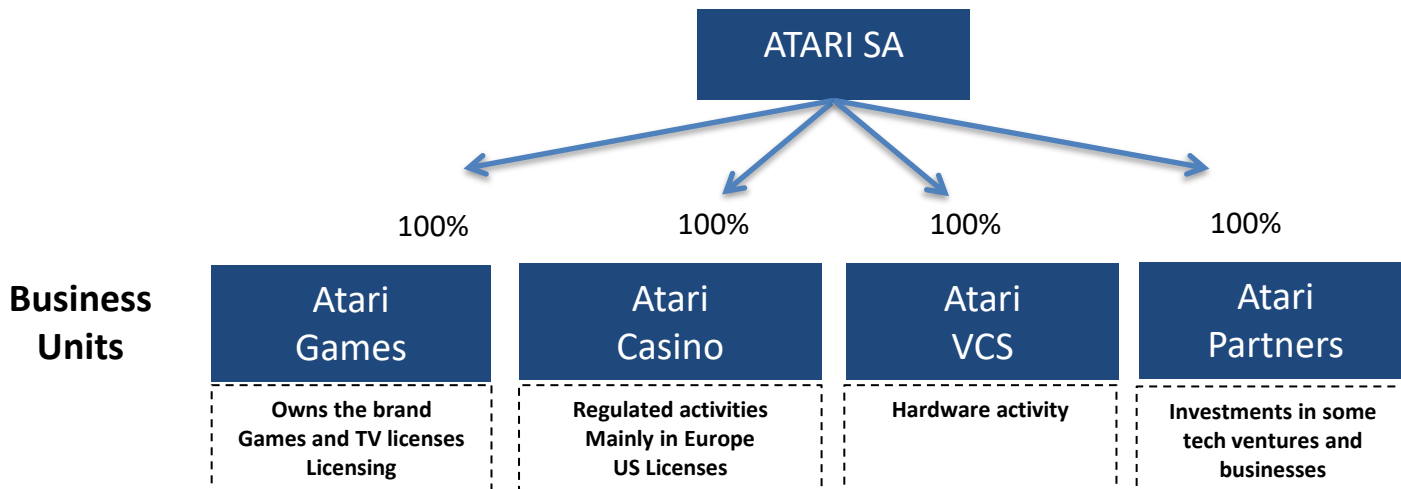 ATARI SA
100%
100%
100%
100%
Business
Units
Atari
Games
Atari
Casino
Atari
VCS
Atari
Partners
Owns the brand
Games and TV licenses
Licensing
Regulated activities
Mainly in Europe
US Licenses
Hardware activity
Investments in some
tech ventures and
businesses